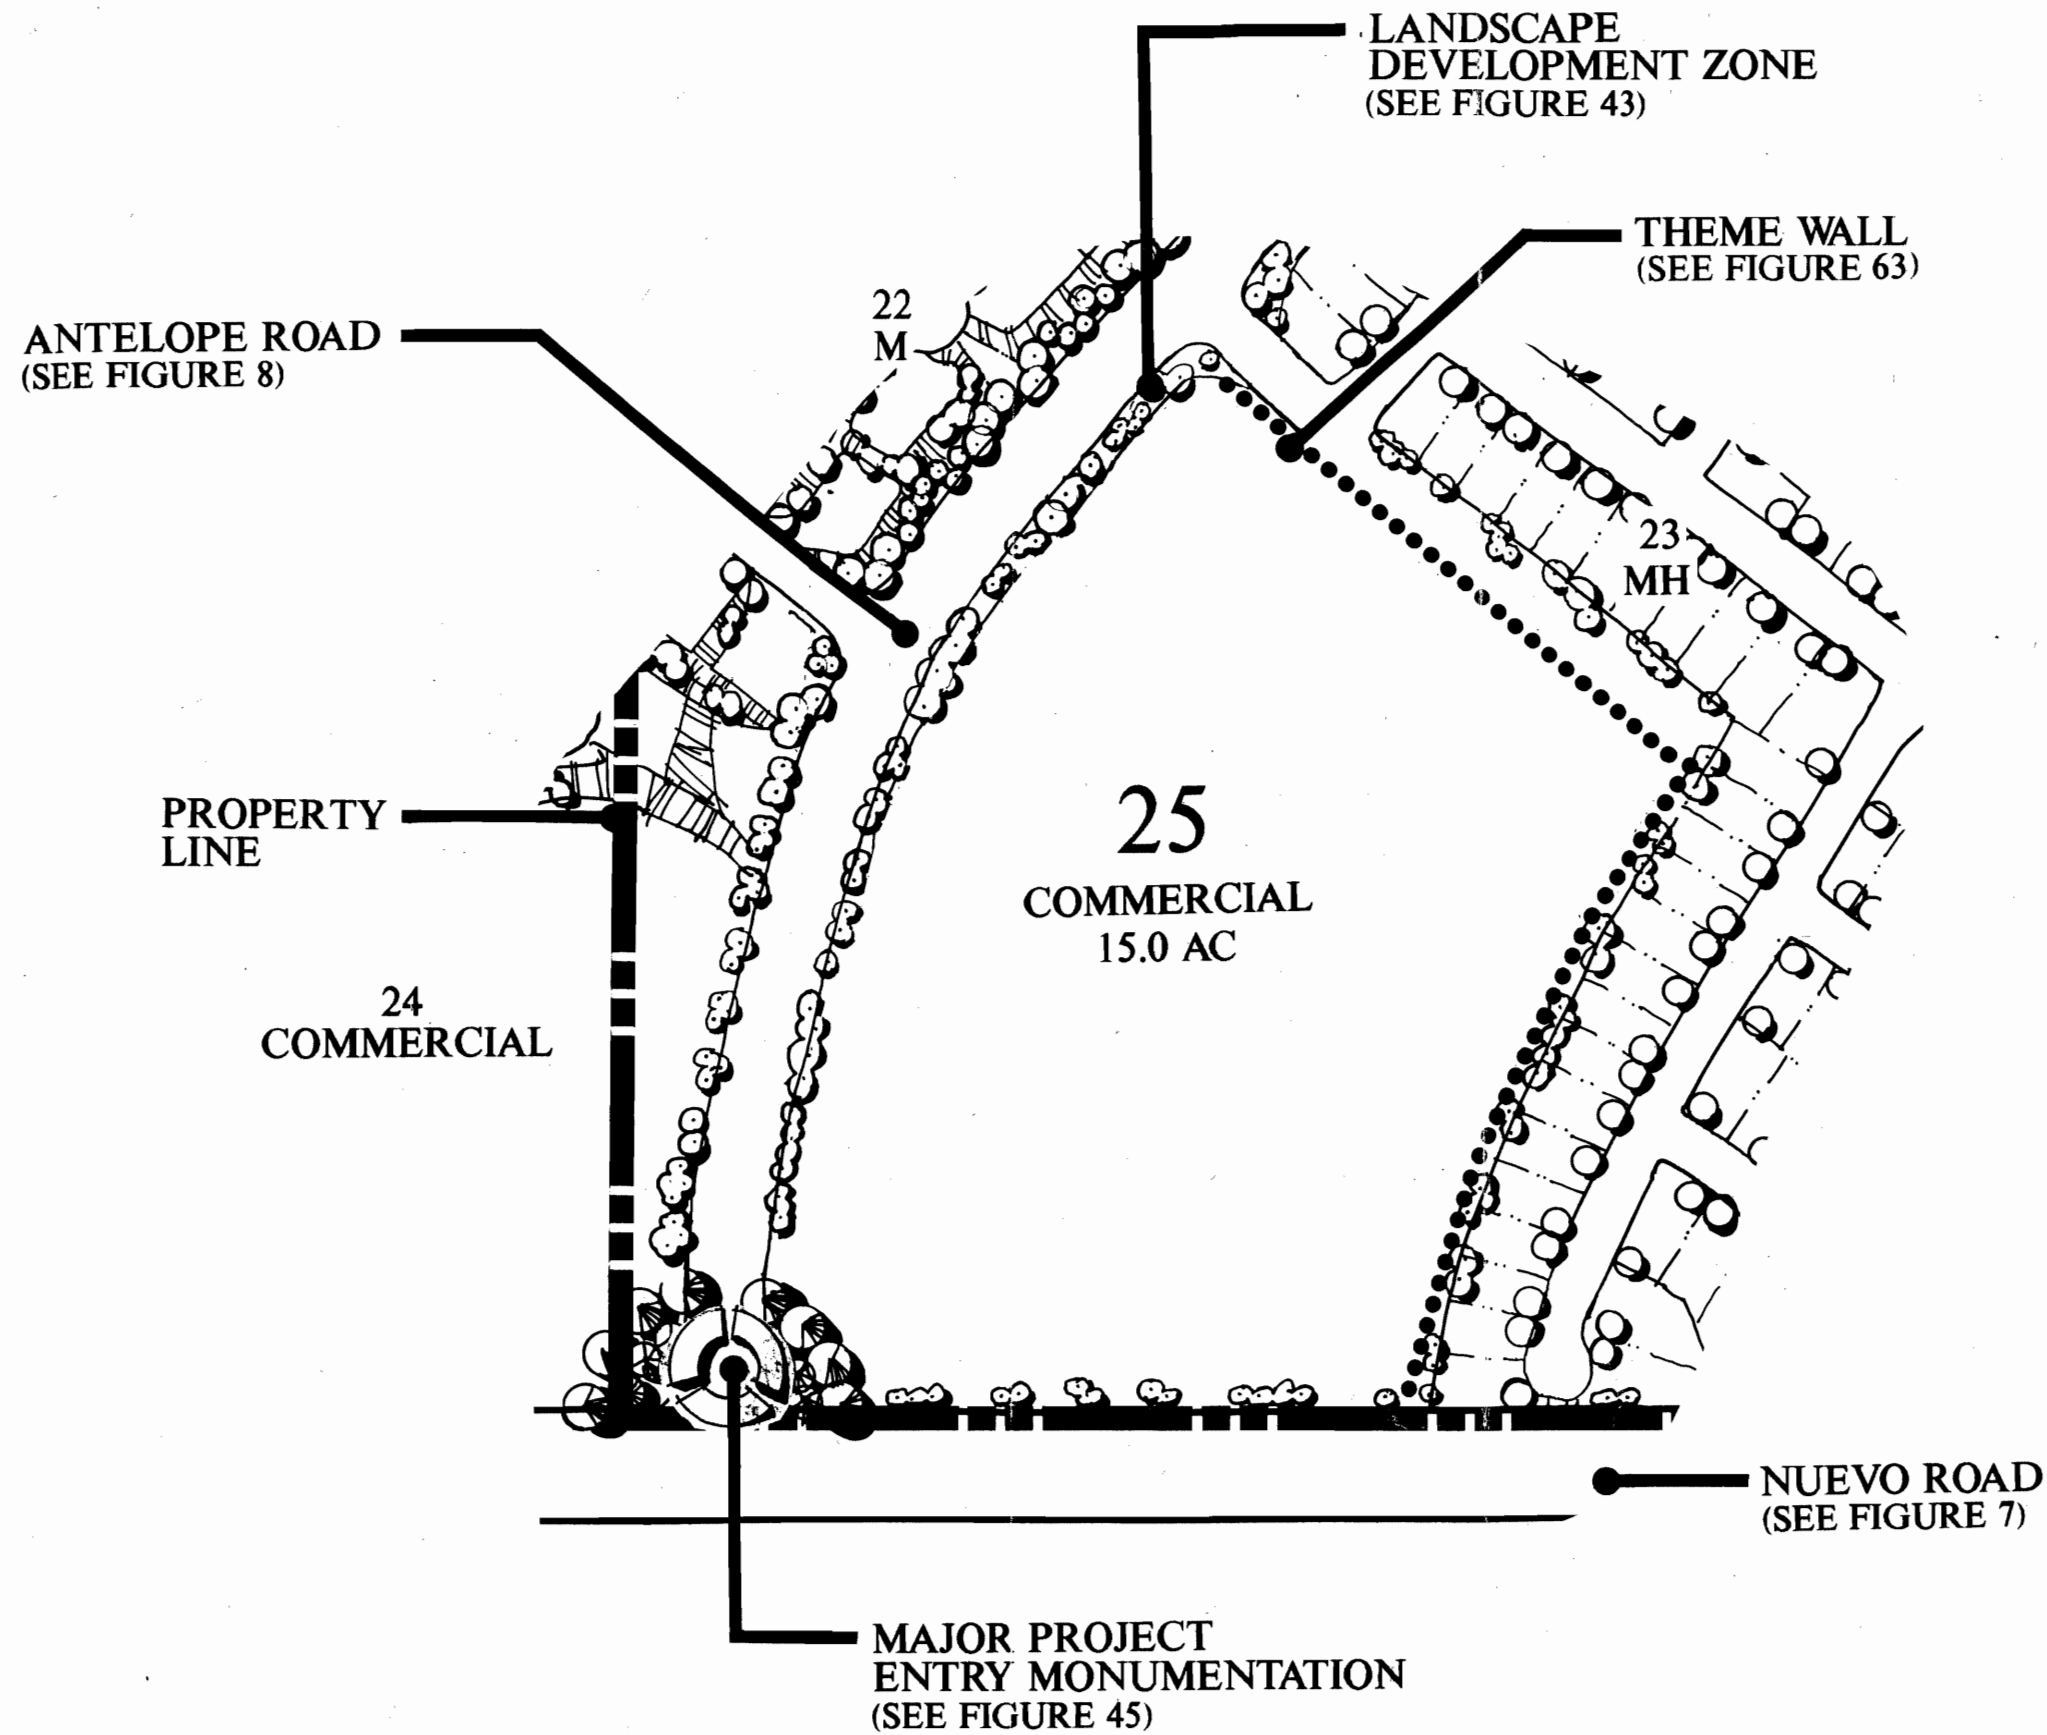 LANDSCAPE
DEVELOPMENT ZONE
(SEE FIGURE 43)
THEME WALL
(SEE FIGURE 63)
22
M
ANTELOPE ROAD
(SEE FIGURE 8)
23
MH
PROPERTY
LINE
25
COMMERCIAL
15.0 AC
24
COMMERCIAL
NUEVO ROAD
(SEE FIGURE 7)
MAJOR PROJECT
ENTRY MONUMENTATION
(SEE FIGURE 45)